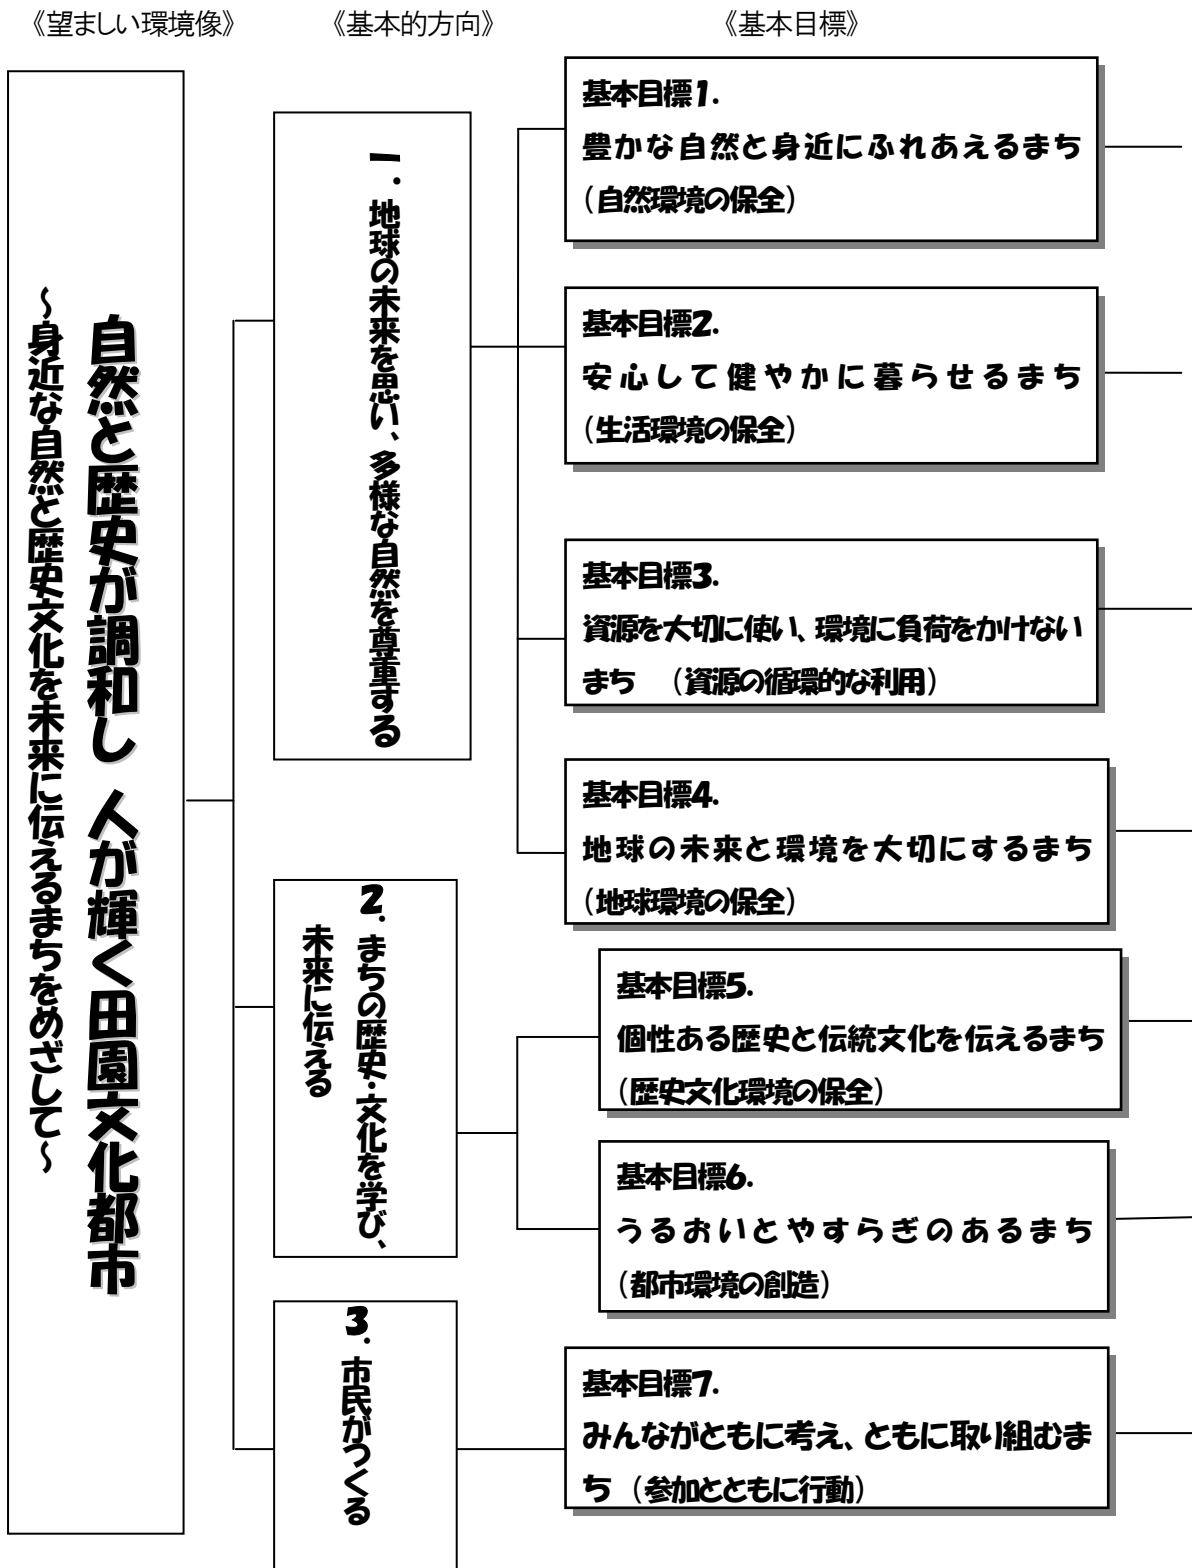 《望ましい環境像》
《基本的方向》
《基本目標》
自然と歴史が調和し 人が輝く田園文化都市
～身近な自然と歴史文化を未来に伝えるまちをめざして～
一．地球の未来を思い、多様な自然を尊重する
基本目標1．
豊かな自然と身近にふれあえるまち
（自然環境の保全）
基本目標2．
安心して健やかに暮らせるまち
（生活環境の保全）
基本目標3．
資源を大切に使い、環境に負荷をかけない
まち　（資源の循環的な利用）
基本目標4．
地球の未来と環境を大切にするまち
（地球環境の保全）
2．まちの歴史・文化を学び、
未来に伝える
基本目標5．
個性ある歴史と伝統文化を伝えるまち
（歴史文化環境の保全）
基本目標6．
うるおいとやすらぎのあるまち
（都市環境の創造）
3．市民がつくる
基本目標7．
みんながともに考え、ともに取り組むま
ち （参加とともに行動）